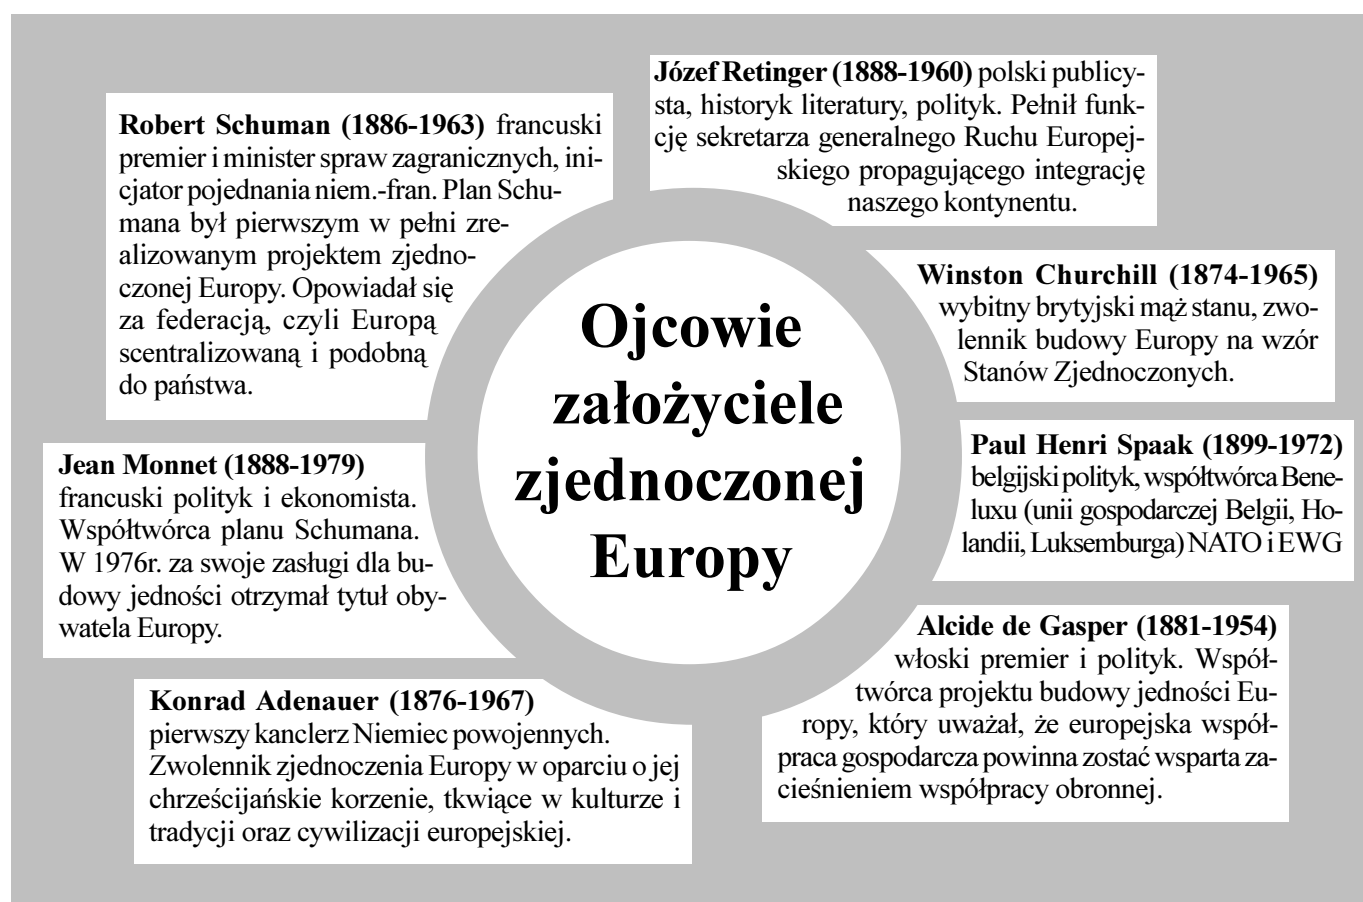 Ojcowie
założyciele
zjednoczonej
Europy
Robert Schuman (1886-1963) francuski
premier i minister spraw zagranicznych, ini-
cjator pojednania niem.-fran. Plan Schu-
mana był pierwszym w pełni zre-
alizowanym projektem zjedno-
czonej Europy. Opowiadał się
za federacją, czyli Europą
scentralizowaną i podobną
do państwa.
Jean Monnet (1888-1979)
francuski polityk i ekonomista.
Współtwórca planu Schumana.
W 1976r. za swoje zasługi dla bu-
dowy jedności otrzymał tytuł oby-
watela Europy.
Konrad Adenauer (1876-1967)
pierwszy kanclerz Niemiec powojennych.
Zwolennik zjednoczenia Europy w oparciu o jej
chrześcijańskie korzenie, tkwiące w kulturze i
tradycji oraz cywilizacji europejskiej.
Józef Retinger (1888-1960) polski publicy-
sta, historyk literatury, polityk. Pełnił funk-
cję sekretarza generalnego Ruchu Europej-
skiego propagującego integrację
naszego kontynentu.
Winston Churchill (1874-1965)
wybitny brytyjski mąż stanu, zwo-
lennik budowy Europy na wzór
Stanów Zjednoczonych.
Paul Henri Spaak (1899-1972)
belgijski polityk, współtwórca Bene-
luxu (unii gospodarczej Belgii, Ho-
landii, Luksemburga) NATO i EWG
Alcide de Gasper (1881-1954)
włoski premier i polityk. Współ-
twórca projektu budowy jedności Eu-
ropy, który uważał, że europejska współ-
praca gospodarcza powinna zostać wsparta za-
cieśnieniem współpracy obronnej.